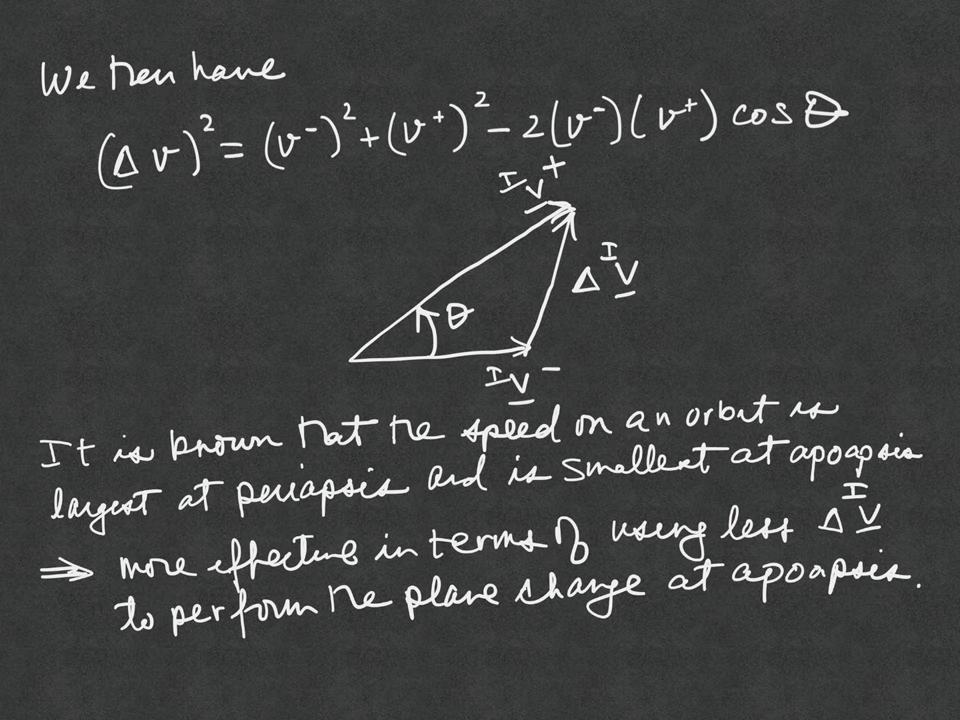 We then have
(Δv)² = (v⁻)² + (v⁺)² − 2(v⁻)(v⁺) cos θ
ᴵv̲⁺
Δᴵv̲
θ
ᴵv̲⁻
It is known that the speed on an orbit is
largest at periapsis and is smallest at apoapsis
⇒ more effective in terms of using less Δᴵv̲
to perform the plane change at apoapsis.